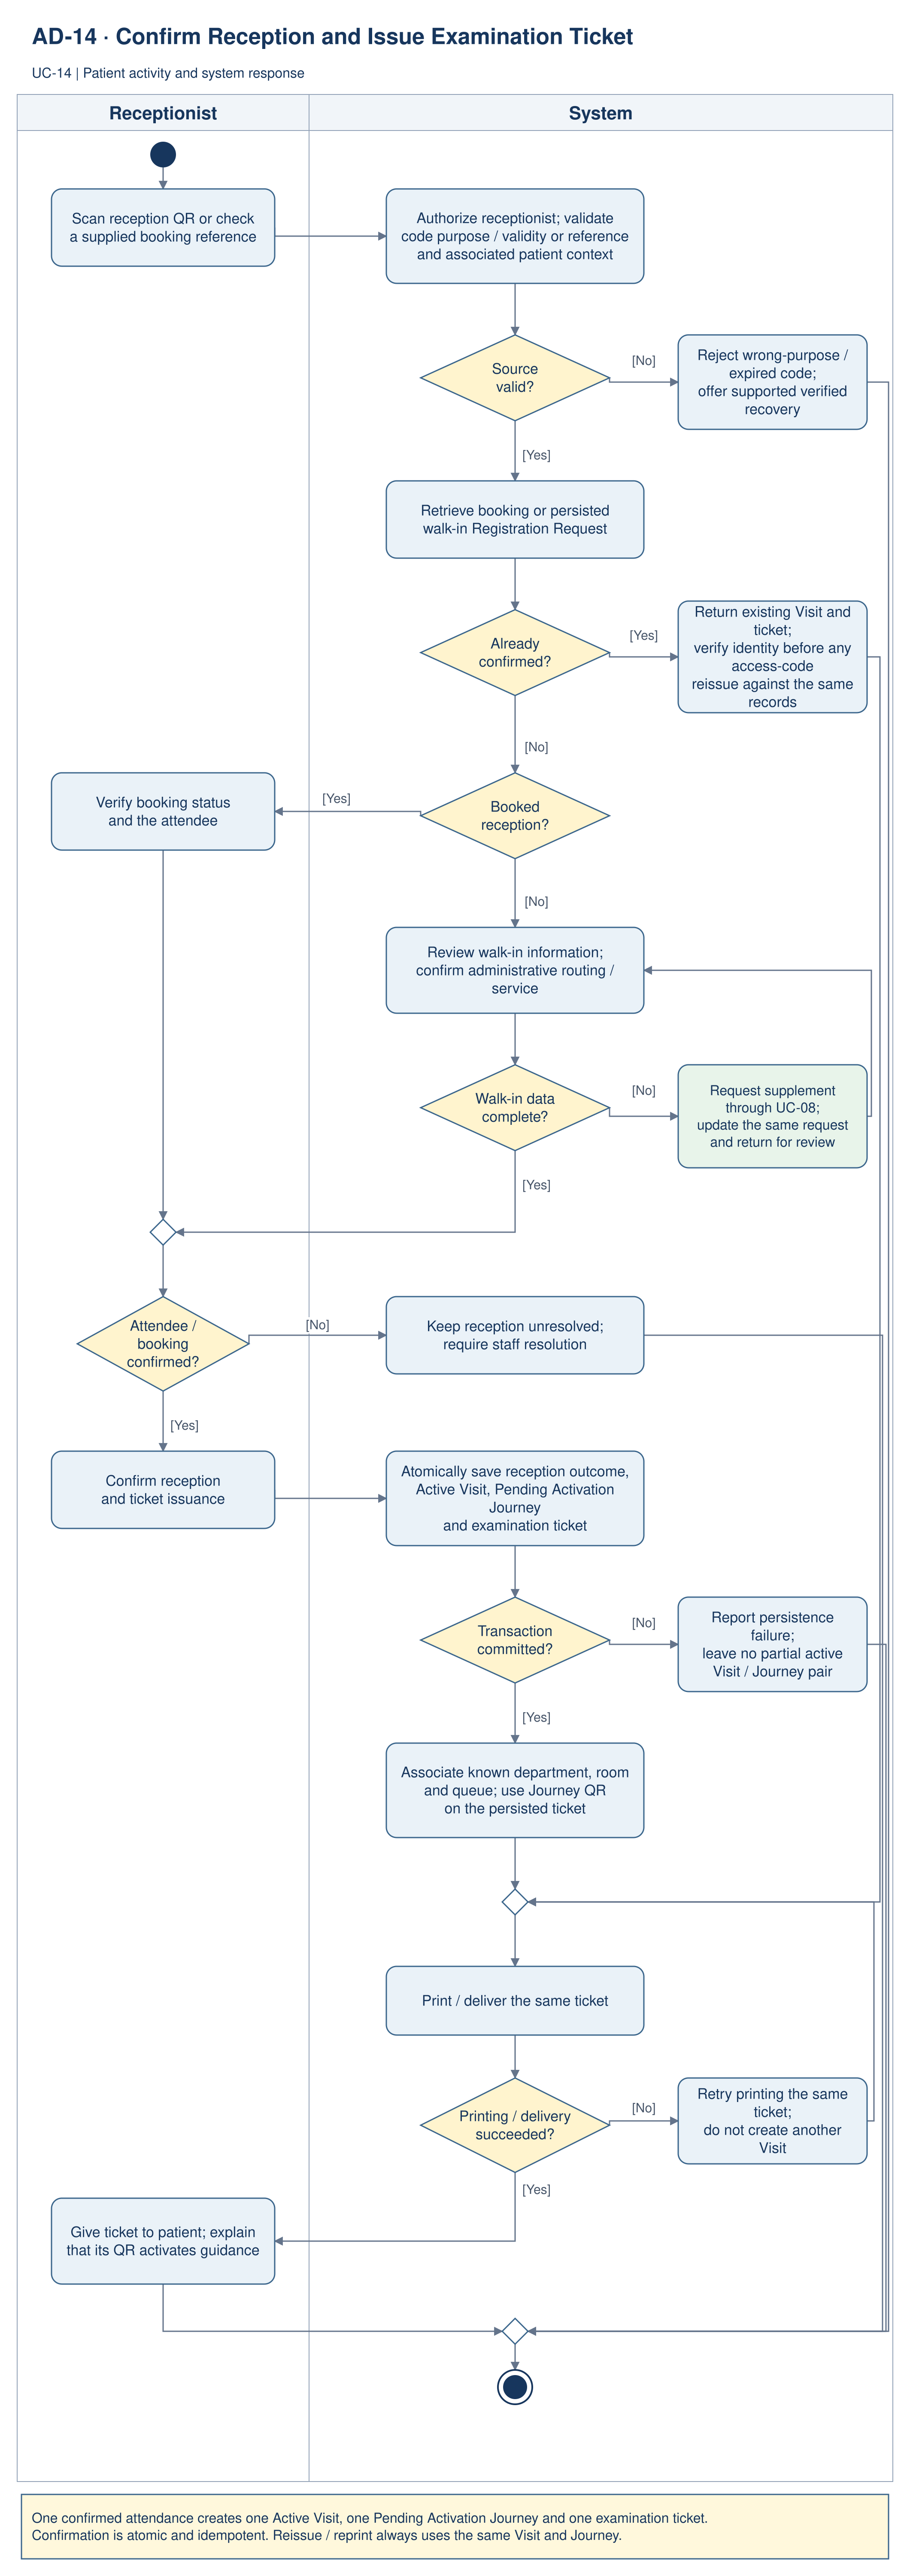 AD-14 · Confirm Reception and Issue Examination Ticket
UC-14 | Patient activity and system response
Receptionist
System
Scan reception QR or check
a supplied booking reference
Authorize receptionist; validate
code purpose / validity or reference
and associated patient context
Source
valid?
[No]
Reject wrong-purpose /
expired code;
offer supported verified
recovery
[Yes]
Retrieve booking or persisted
walk-in Registration Request
Already
confirmed?
[Yes]
Return existing Visit and
ticket;
verify identity before any
access-code
reissue against the same
records
[No]
Verify booking status
and the attendee
[Yes]
Booked
reception?
[No]
Review walk-in information;
confirm administrative routing /
service
Walk-in data
complete?
[No]
Request supplement
through UC-08;
update the same request
and return for review
[Yes]
Attendee /
booking
confirmed?
[No]
Keep reception unresolved;
require staff resolution
[Yes]
Confirm reception
and ticket issuance
Atomically save reception outcome,
Active Visit, Pending Activation
Journey
and examination ticket
Transaction
committed?
[No]
Report persistence
failure;
leave no partial active
Visit / Journey pair
[Yes]
Associate known department, room
and queue; use Journey QR
on the persisted ticket
Print / deliver the same ticket
Printing / delivery
succeeded?
[No]
Retry printing the same
ticket;
do not create another
Visit
[Yes]
Give ticket to patient; explain
that its QR activates guidance
One confirmed attendance creates one Active Visit, one Pending Activation Journey and one examination ticket.
Confirmation is atomic and idempotent. Reissue / reprint always uses the same Visit and Journey.